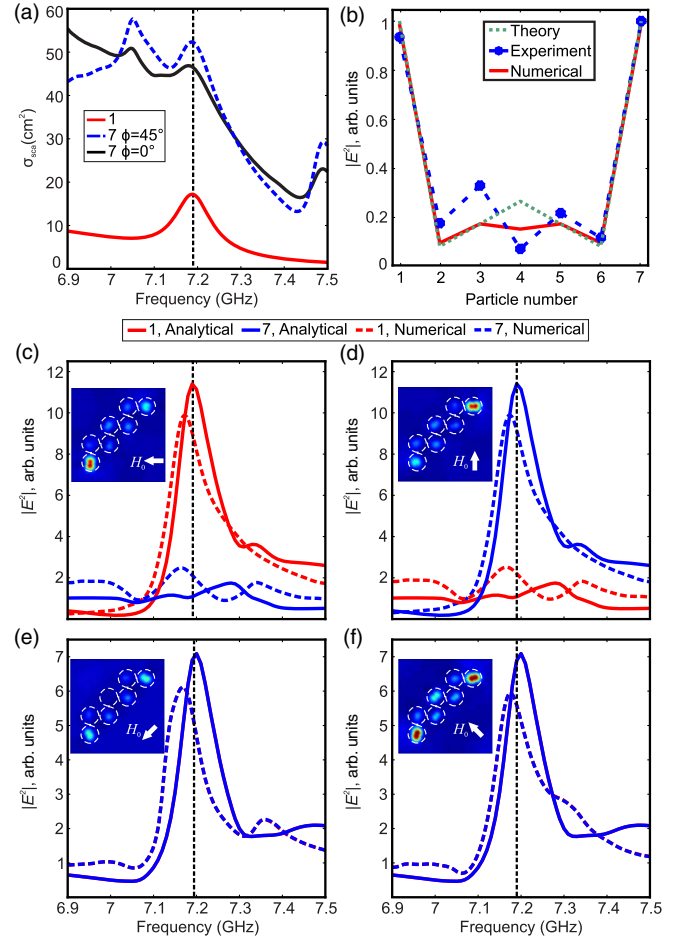 (a)
60
50
40
30
20
10
0
σsca(cm²)
1
7 ϕ=45°
7 ϕ=0°
6.9 7 7.1 7.2 7.3 7.4 7.5
Frequency (GHz)
(b)
1
0.8
0.6
0.4
0.2
0
|E²|, arb. units
Theory
Experiment
Numerical
1 2 3 4 5 6 7
Particle number
1, Analytical 7, Analytical 1, Numerical 7, Numerical
(c)
12
10
8
6
4
2
|E²|, arb. units
H₀
(d)
12
10
8
6
4
2
|E²|, arb. units
H₀
(e)
7
6
5
4
3
2
1
|E²|, arb. units
H₀
6.9 7 7.1 7.2 7.3 7.4 7.5
Frequency (GHz)
(f)
7
6
5
4
3
2
1
|E²|, arb. units
H₀
6.9 7 7.1 7.2 7.3 7.4 7.5
Frequency (GHz)